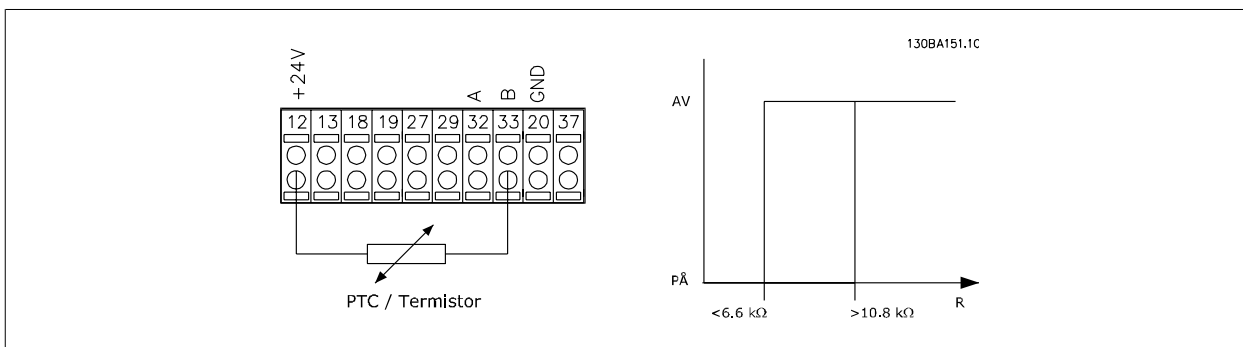 130BA151.10
+24V
A
B
GND
12 13 18 19 27 29 32 33 20 37
PTC / Termistor
AV
PÅ
<6.6 kΩ
>10.8 kΩ
R